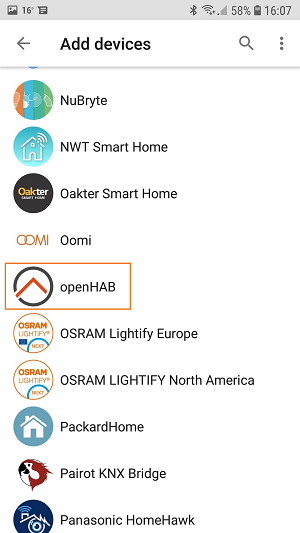 16° 58% 16:07
Add devices
NuBryte
NWT Smart Home
Oakter
SMART HOME
Oakter Smart Home
OOMI
Oomi
openHAB
OSRAM
LIGHTIFY
NEXT
OSRAM Lightify Europe
OSRAM
LIGHTIFY
NEXT
OSRAM LIGHTIFY North America
PackardHome
Pairot KNX Bridge
Panasonic HomeHawk